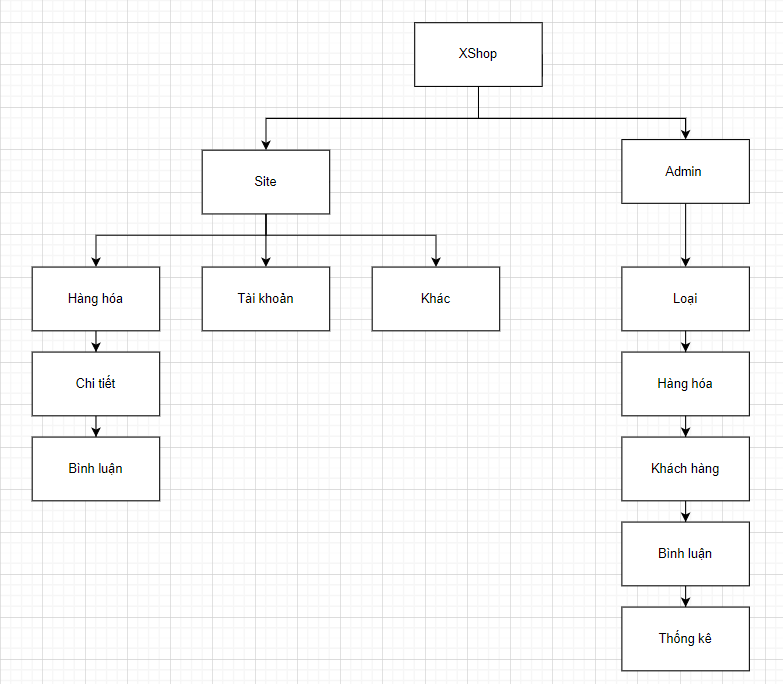 XShop
Site
Admin
Hàng hóa
Tài khoản
Khác
Loại
Chi tiết
Hàng hóa
Bình luận
Khách hàng
Bình luận
Thống kê